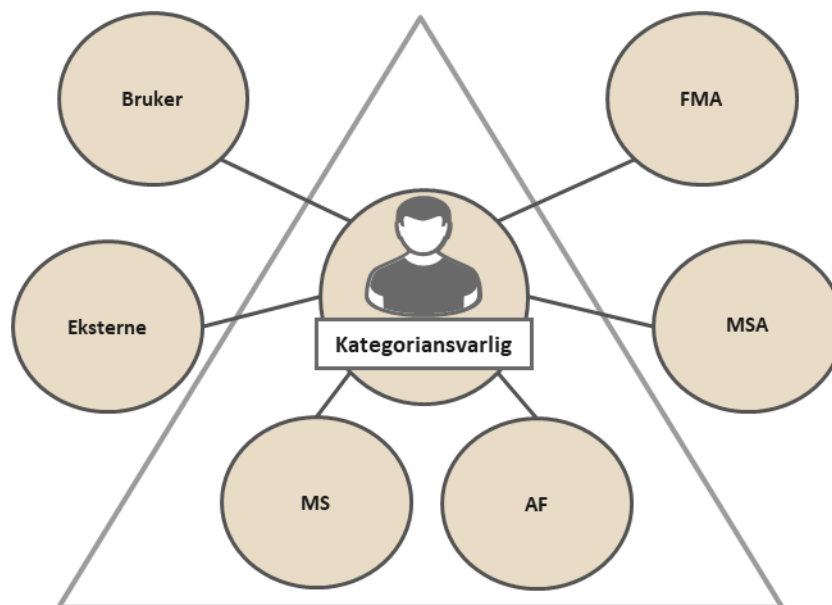 Bruker
FMA
Eksterne
MSA
Kategoriansvarlig
MS
AF